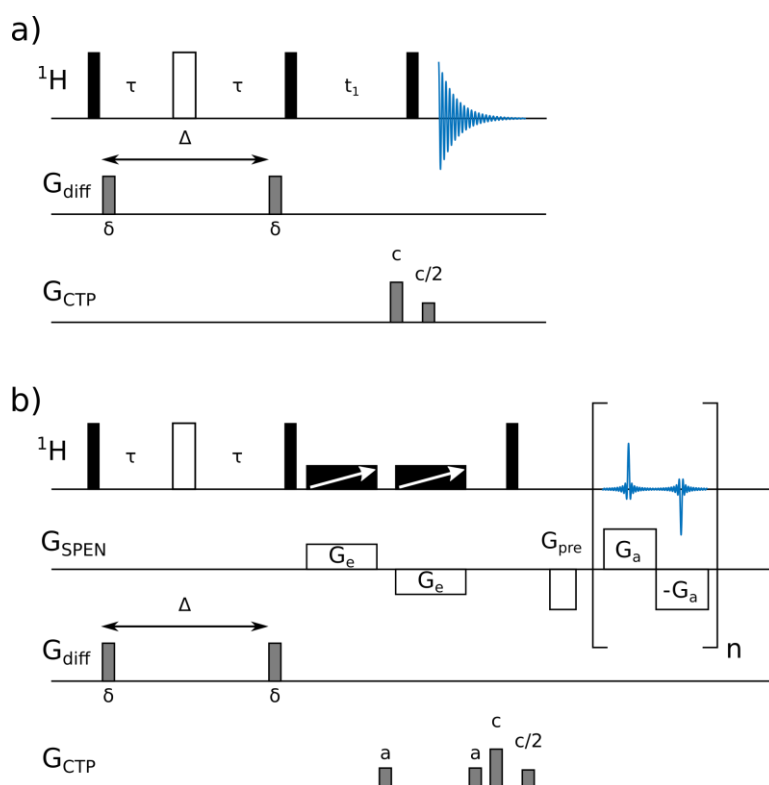 a)
¹H τ τ t₁
Δ
G_diff
δ δ
c
c/2
G_CTP
b)
¹H τ τ
G_SPEN G_e G_e G_pre G_a -G_a
n
Δ
G_diff
δ δ
c
a a c/2
G_CTP